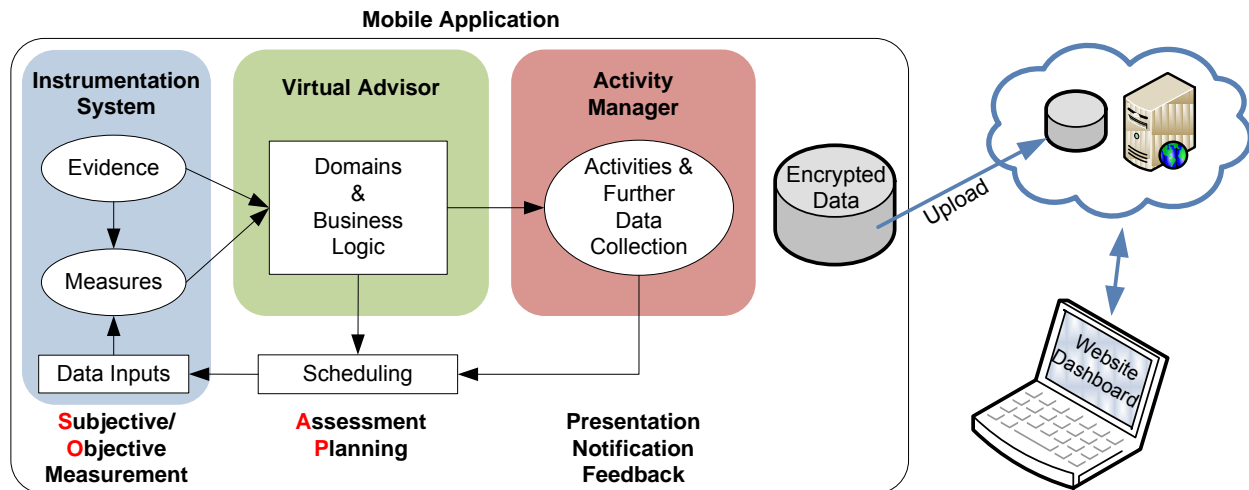 Mobile Application
Instrumentation
System
Virtual Advisor
Activity
Manager
Evidence
Measures
Data Inputs
Domains
&
Business
Logic
Scheduling
Activities &
Further
Data
Collection
Encrypted
Data
Upload
Website
Dashboard
Subjective/
Objective
Measurement
Assessment
Planning
Presentation
Notification
Feedback